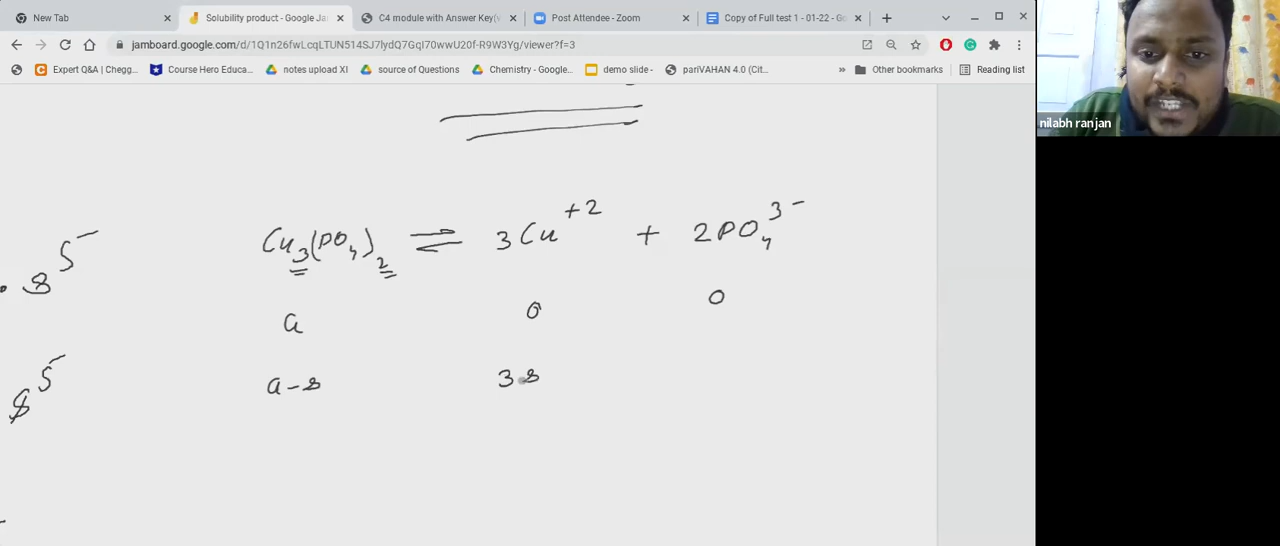 New Tab
Solubility product - Google Ja
C4 module with Answer Key(v
Post Attendee - Zoom
Copy of Full test 1 - 01-22 - Go
jamboard.google.com/d/1Q1n26fwLcqLTUN514SJ7lydQ7GqI70wwU20f-R9W3Yg/viewer?f=3
Expert Q&A | Chegg...
Course Hero Educa...
notes upload XI
source of Questions
Chemistry - Google...
demo slide -
pariVAHAN 4.0 (Cit...
»
Other bookmarks
Reading list
nilabh ranjan
Cu₃(PO₄)₂ ⇌ 3Cu⁺² + 2PO₄³⁻
. s⁵
a 0 0
s⁵
a-s 3s